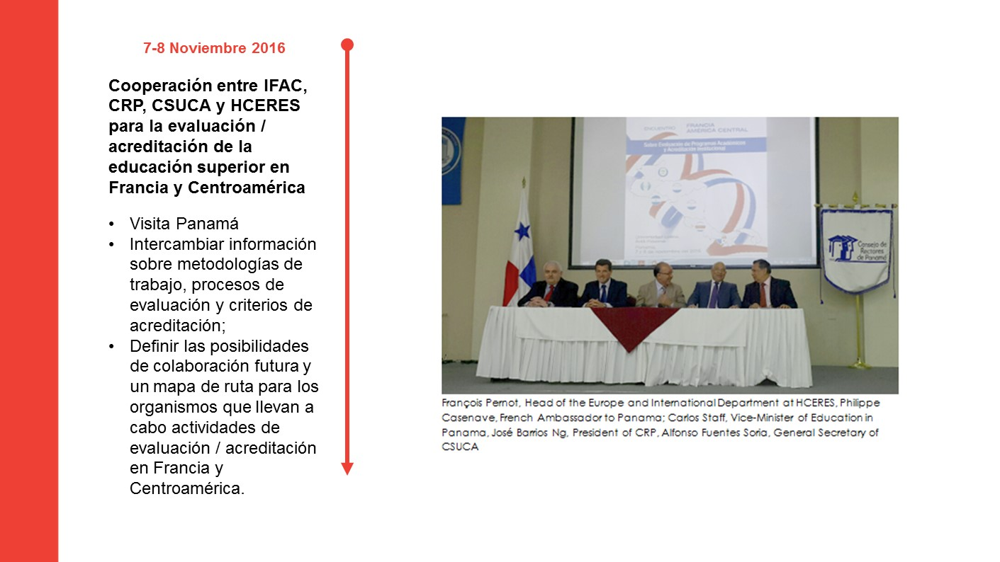 7-8 Noviembre 2016
Cooperación entre IFAC,
CRP, CSUCA y HCERES
para la evaluación /
acreditación de la
educación superior en
Francia y Centroamérica
• Visita Panamá
• Intercambiar información
sobre metodologías de
trabajo, procesos de
evaluación y criterios de
acreditación;
• Definir las posibilidades
de colaboración futura y
un mapa de ruta para los
organismos que llevan a
cabo actividades de
evaluación / acreditación
en Francia y
Centroamérica.
ENCUENTRO
FRANCIA
AMÉRICA CENTRAL
Sobre Evaluación de Programas Académicos
y Acreditación Institucional
Consejo de
Rectores
de Panamá
François Pernot, Head of the Europe and International Department at HCERES, Philippe
Casenave, French Ambassador to Panama; Carlos Staff, Vice-Minister of Education in
Panama, José Barrios Ng, President of CRP, Alfonso Fuentes Soria, General Secretary of
CSUCA